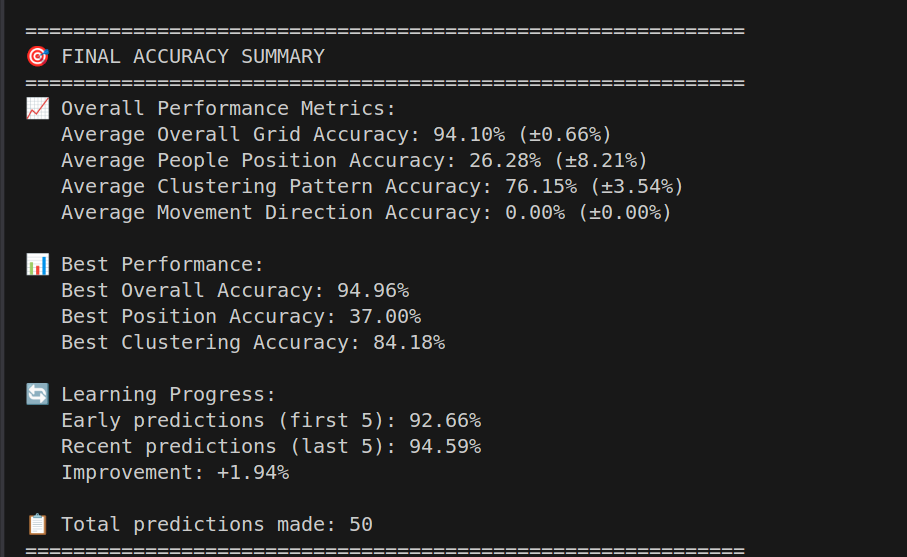 ============================================================
🎯 FINAL ACCURACY SUMMARY
============================================================
📈 Overall Performance Metrics:
   Average Overall Grid Accuracy: 94.10% (±0.66%)
   Average People Position Accuracy: 26.28% (±8.21%)
   Average Clustering Pattern Accuracy: 76.15% (±3.54%)
   Average Movement Direction Accuracy: 0.00% (±0.00%)

📊 Best Performance:
   Best Overall Accuracy: 94.96%
   Best Position Accuracy: 37.00%
   Best Clustering Accuracy: 84.18%

🔄 Learning Progress:
   Early predictions (first 5): 92.66%
   Recent predictions (last 5): 94.59%
   Improvement: +1.94%

📋 Total predictions made: 50
============================================================